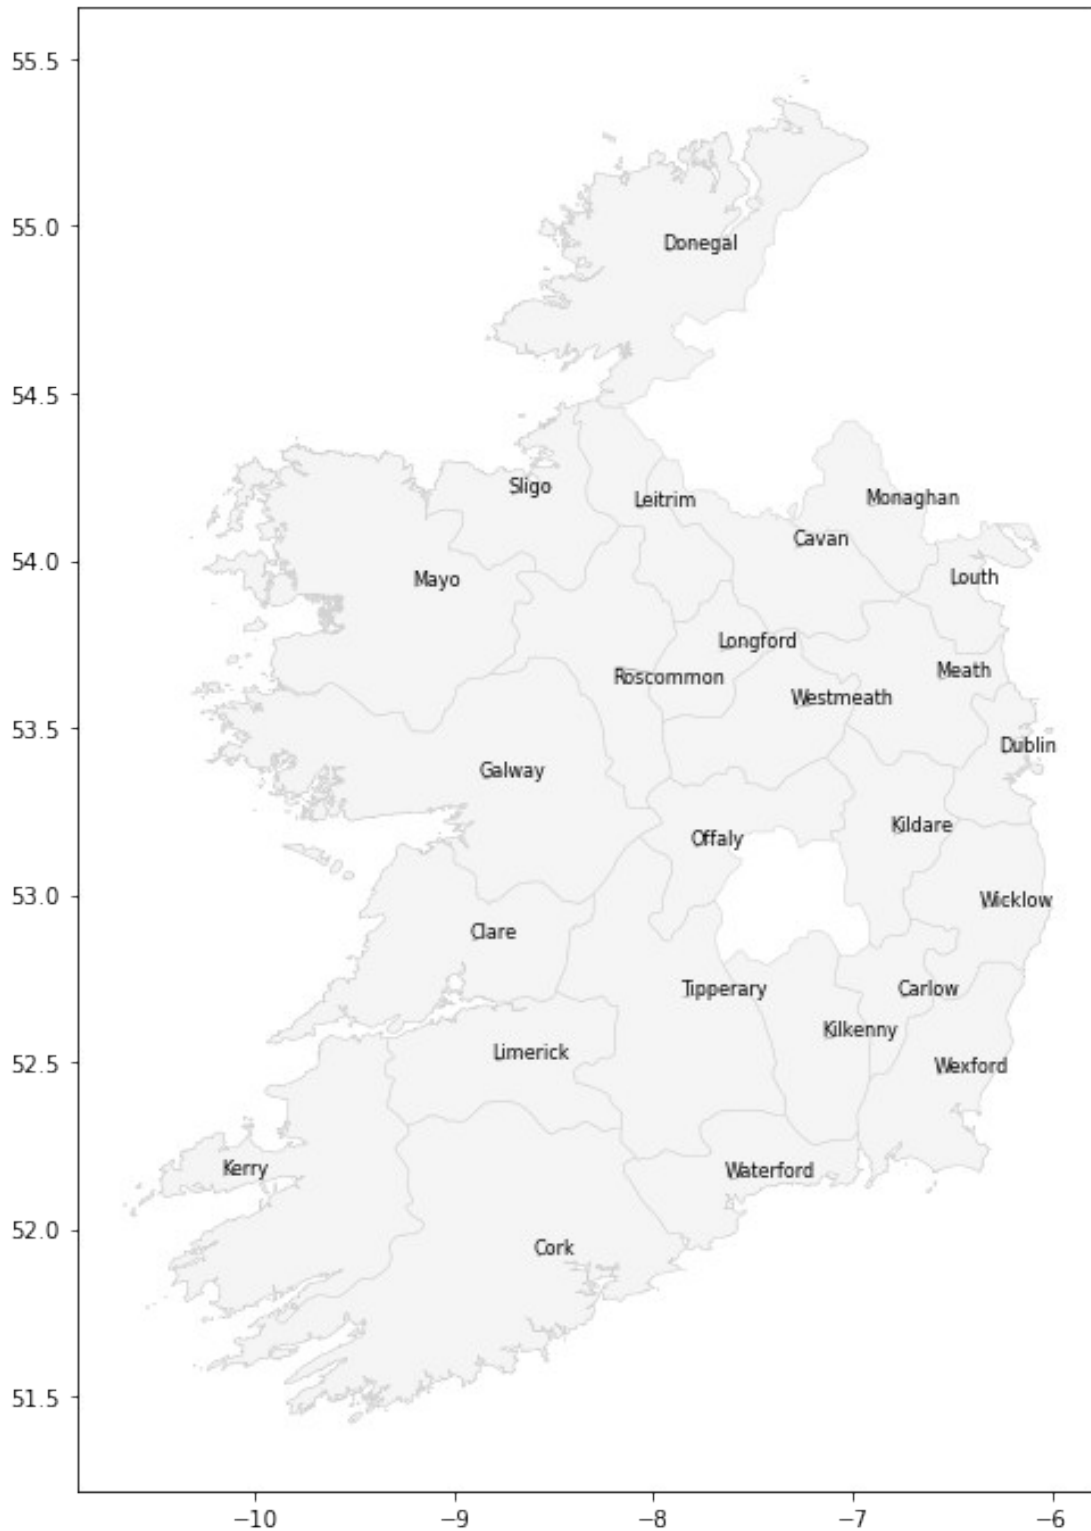 55.5
55.0
Donegal
54.5
Sligo
Leitrim
Monaghan
Cavan
54.0
Mayo
Louth
Longford
Roscommon
Meath
Westmeath
53.5
Dublin
Galway
Offaly
Kildare
53.0
Wicklow
Clare
Tipperary
Carlow
Kilkenny
Limerick
52.5
Wexford
Kerry
Waterford
52.0
Cork
51.5
−10 −9 −8 −7 −6